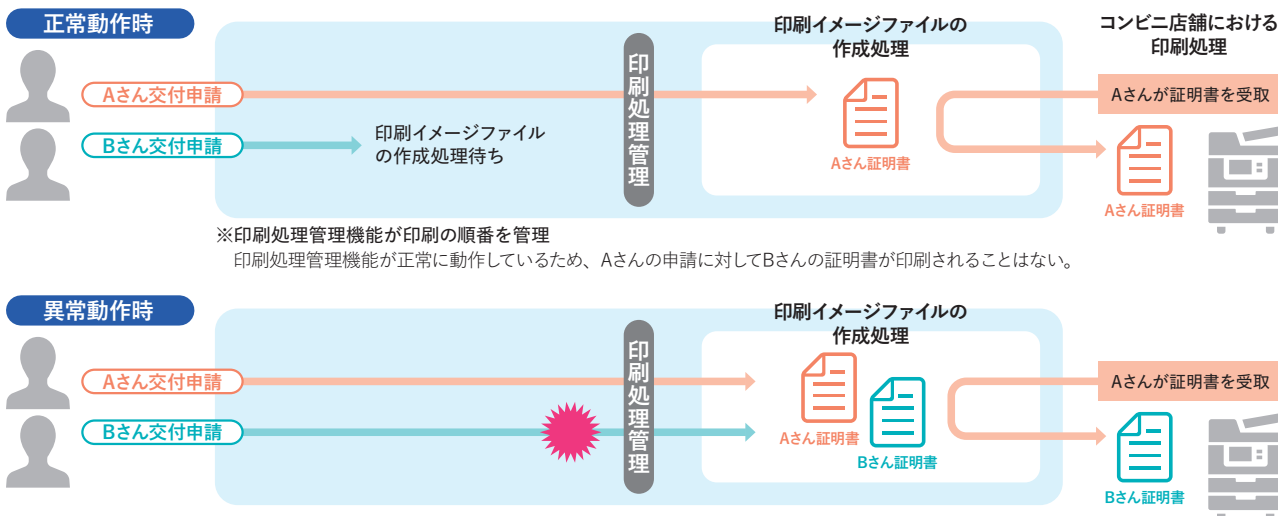 正常動作時
印刷イメージファイルの
作成処理
コンビニ店舗における
印刷処理
Aさん交付申請
Bさん交付申請
印刷イメージファイル
の作成処理待ち
印刷処理管理
Aさん証明書
Aさんが証明書を受取
Aさん証明書
※印刷処理管理機能が印刷の順番を管理
印刷処理管理機能が正常に動作しているため、Aさんの申請に対してBさんの証明書が印刷されることはない。
異常動作時
印刷イメージファイルの
作成処理
Aさん交付申請
Bさん交付申請
印刷処理管理
Aさん証明書
Bさん証明書
Aさんが証明書を受取
Bさん証明書